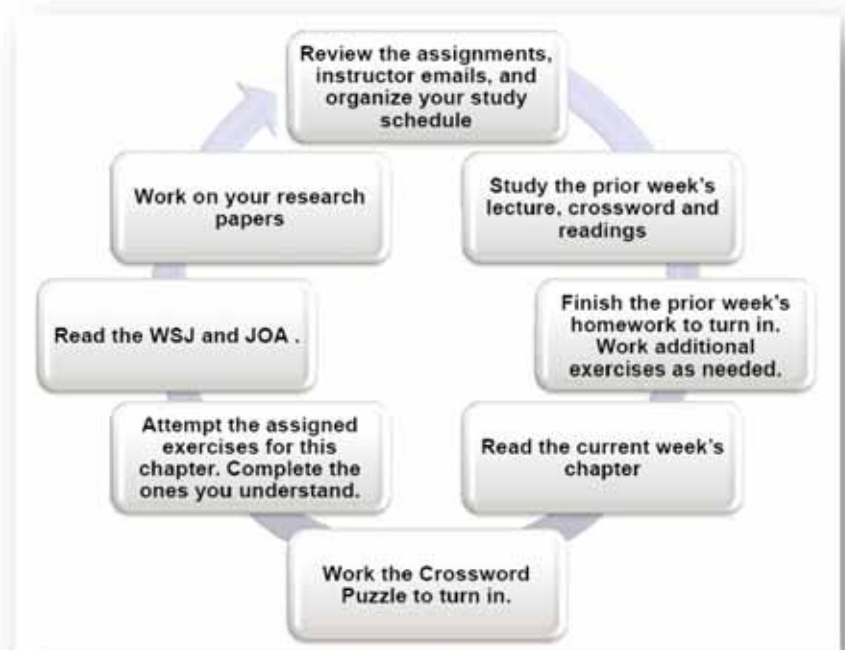 Review the assignments,
instructor emails, and
organize your study
schedule
Study the prior week's
lecture, crossword and
readings
Finish the prior week's
homework to turn in.
Work additional
exercises as needed.
Read the current week's
chapter
Work the Crossword
Puzzle to turn in.
Attempt the assigned
exercises for this
chapter. Complete the
ones you understand.
Read the WSJ and JOA .
Work on your research
papers